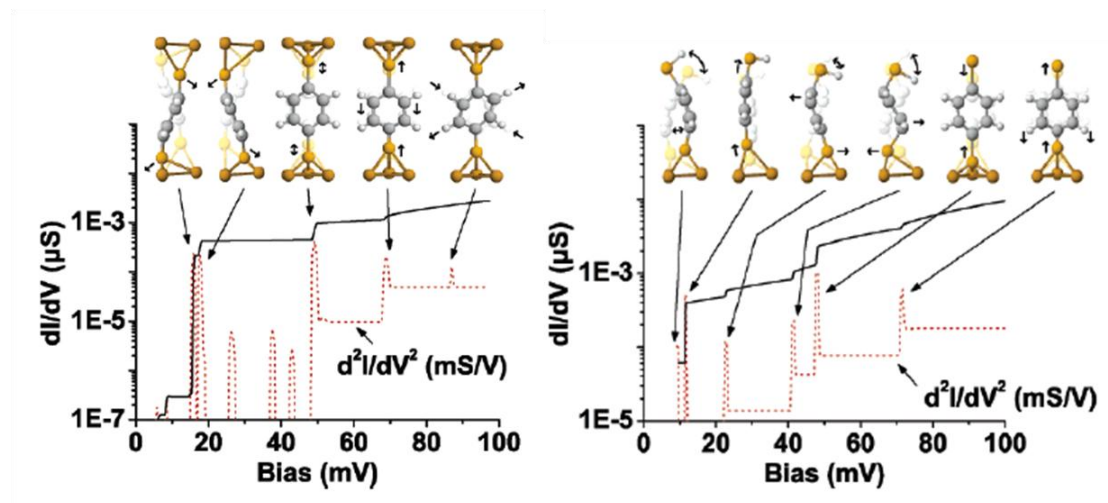 dI/dV (µS)
1E-3
1E-5
1E-7
d²I/dV² (mS/V)
0 20 40 60 80 100
Bias (mV)
dI/dV (µS)
1E-3
1E-5
d²I/dV² (mS/V)
0 20 40 60 80 100
Bias (mV)